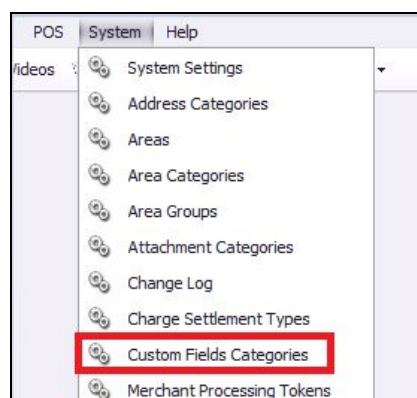 POS System Help
Videos System Settings
Address Categories
Areas
Area Categories
Area Groups
Attachment Categories
Change Log
Charge Settlement Types
Custom Fields Categories
Merchant Processing Tokens